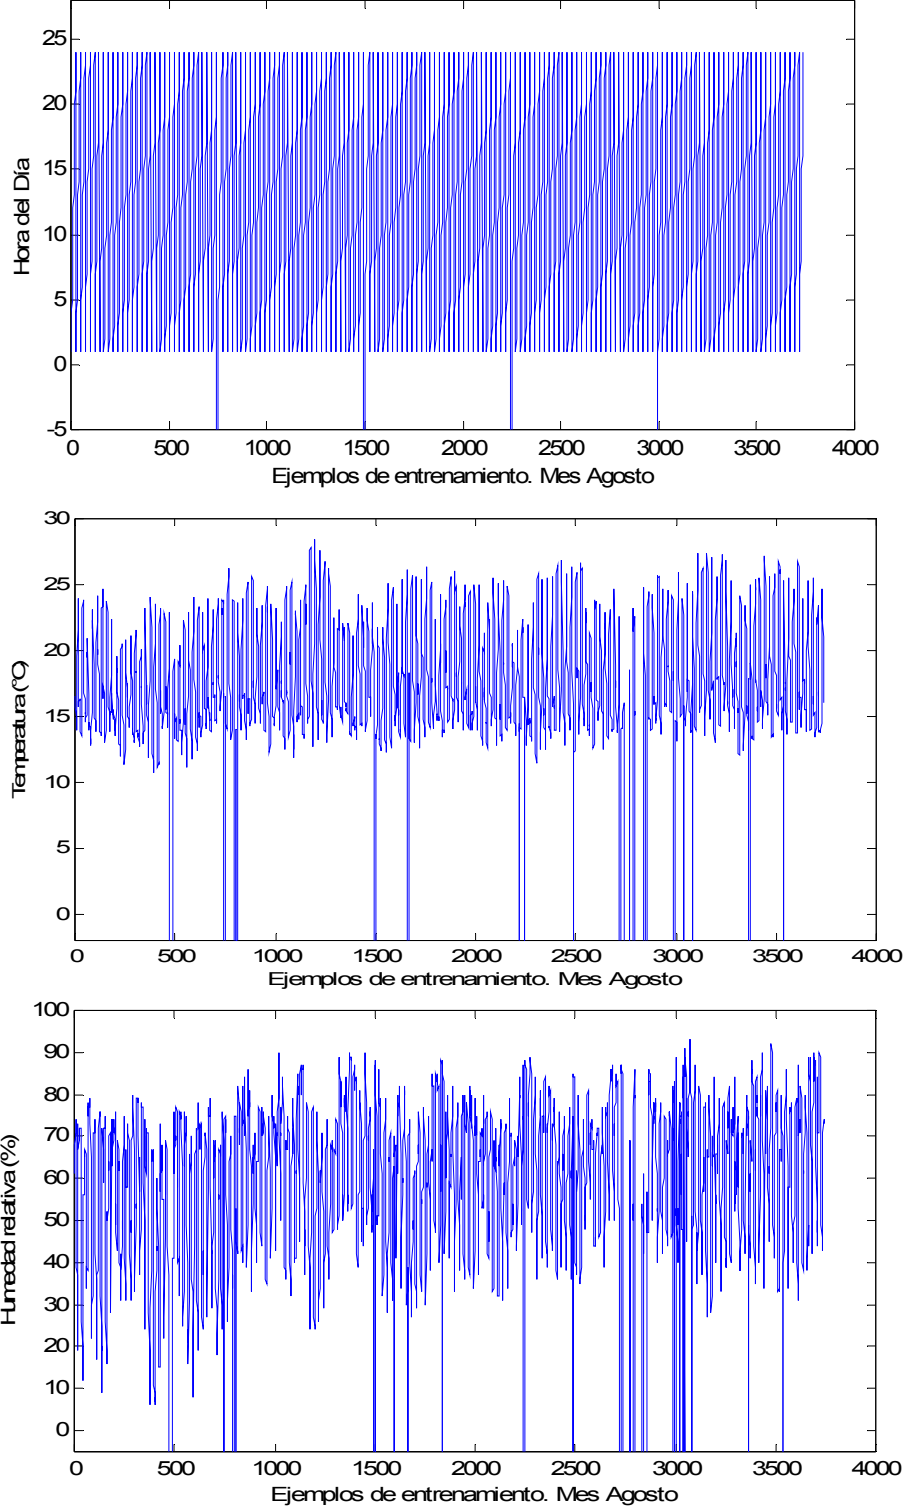 25
20
15
10
5
0
-5
Hora del Día
0 500 1000 1500 2000 2500 3000 3500 4000
Ejemplos de entrenamiento. Mes Agosto
30
25
20
15
10
5
0
Temperatura (°C)
0 500 1000 1500 2000 2500 3000 3500 4000
Ejemplos de entrenamiento. Mes Agosto
100
90
80
70
60
50
40
30
20
10
0
Humedad relativa (%)
0 500 1000 1500 2000 2500 3000 3500 4000
Ejemplos de entrenamiento. Mes Agosto